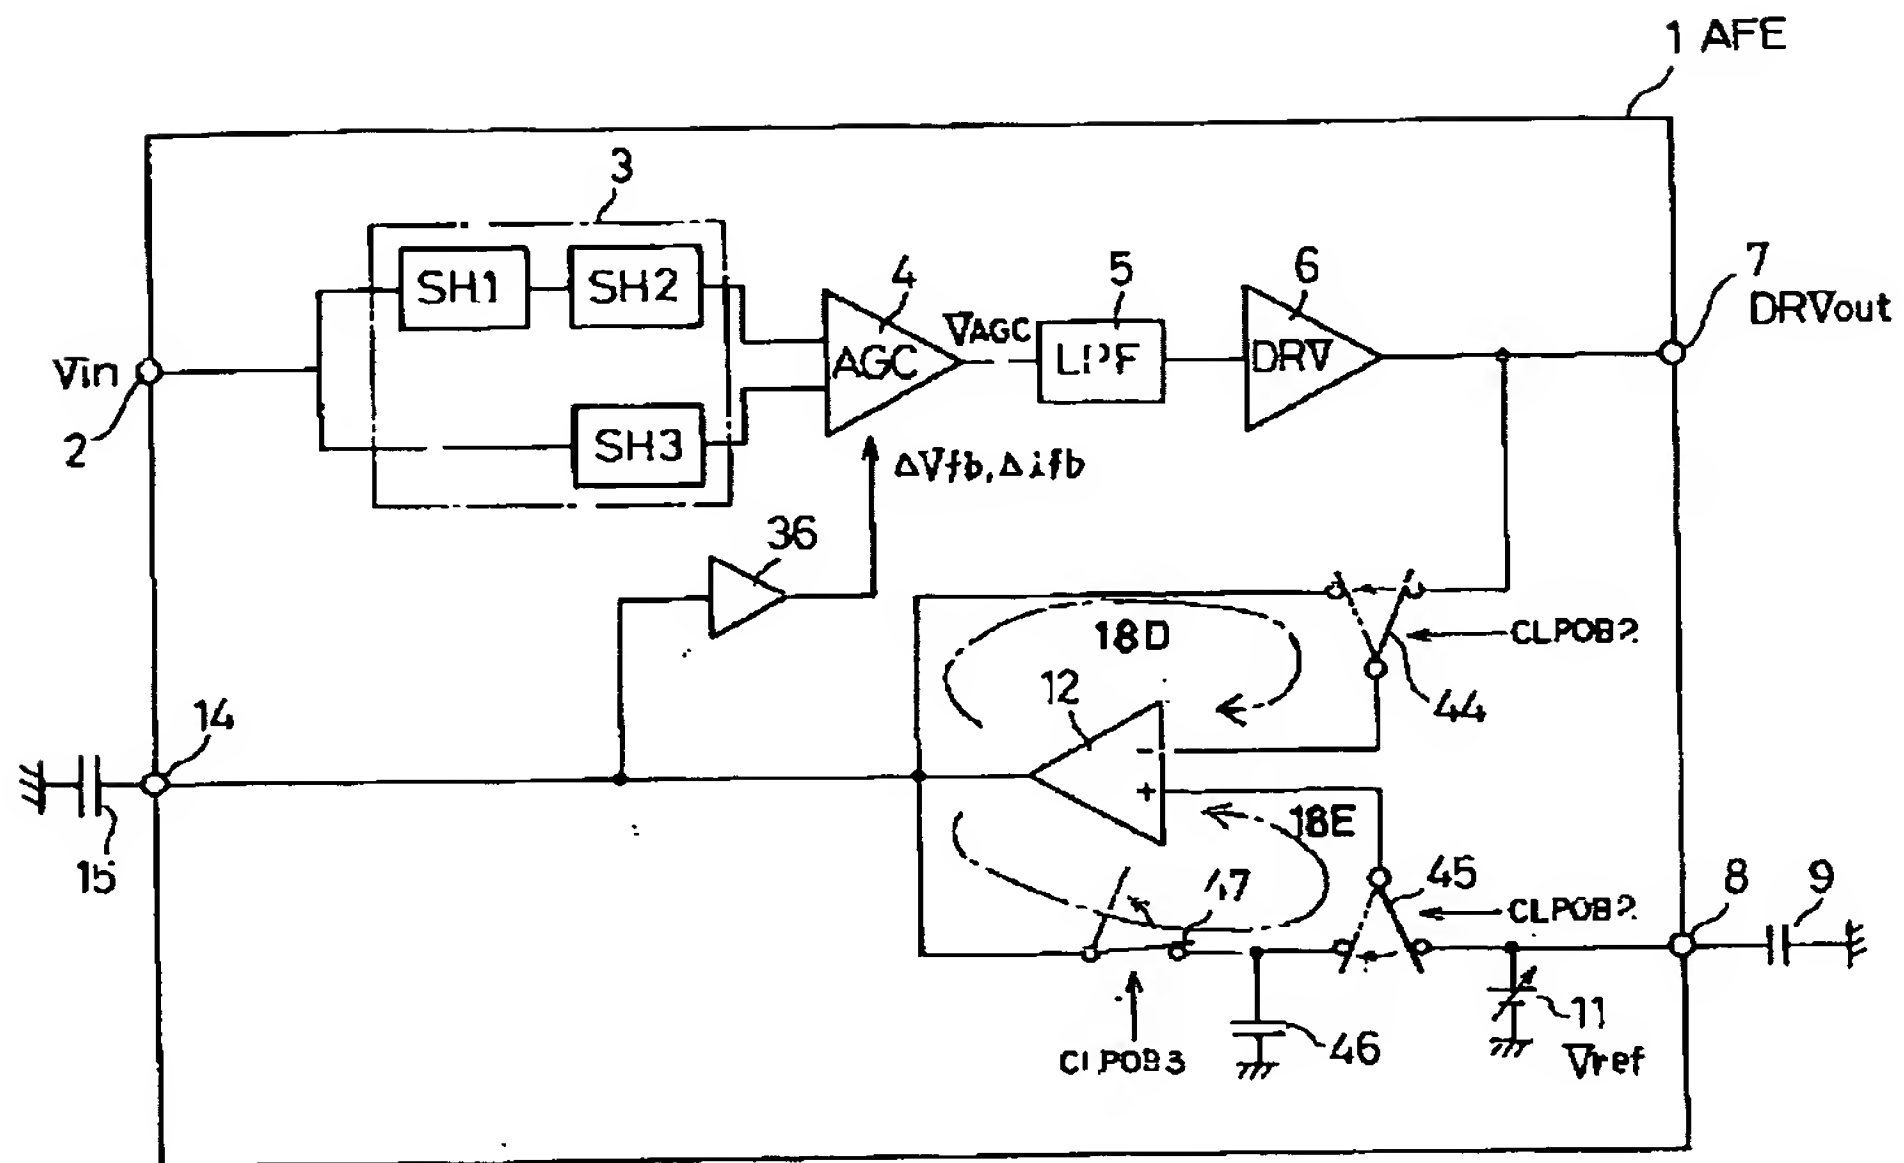 1 AFE
3
SH1
SH2
4
5
6
7
DRVout
Vin
2
AGC
VAGC
LPF
DRV
SH3
ΔVfb, Δifb
36
18D
CLPOB2
44
12
14
-
+
15
18E
47
45
CLPOB2
8
9
CLPOB3
46
11
Vref